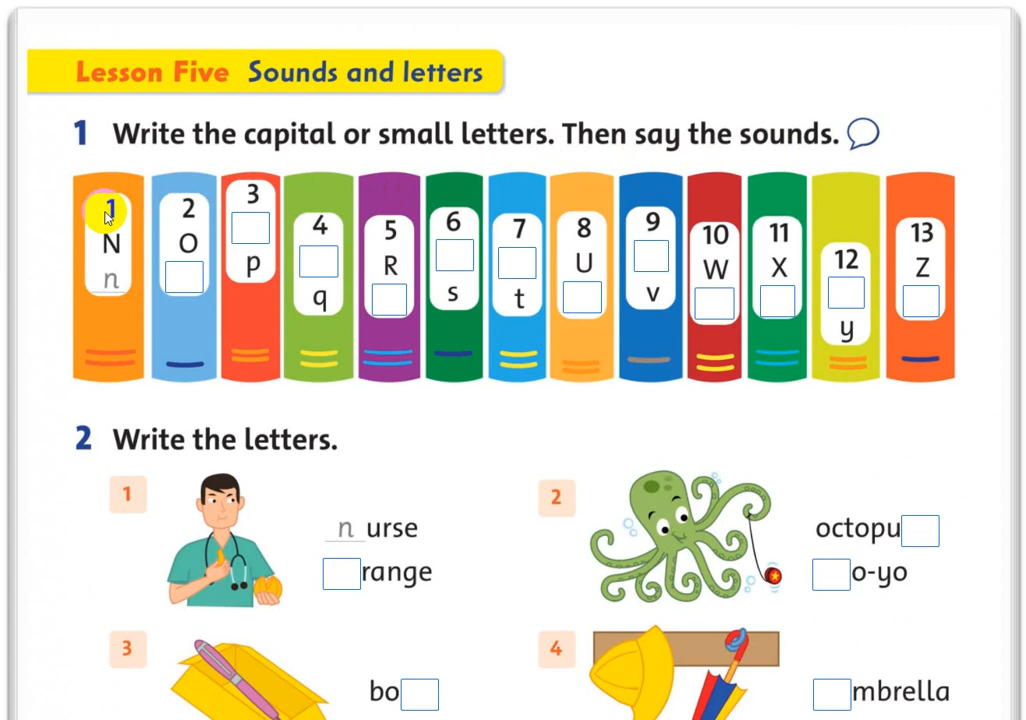 Lesson Five Sounds and letters
1 Write the capital or small letters. Then say the sounds.
1 N n
2 O
3 p
4 q
5 R
6 s
7 t
8 U
9 v
10 W
11 X
12 y
13 Z
2 Write the letters.
1
n urse
range
2
octopu
o-yo
3
bo
4
mbrella